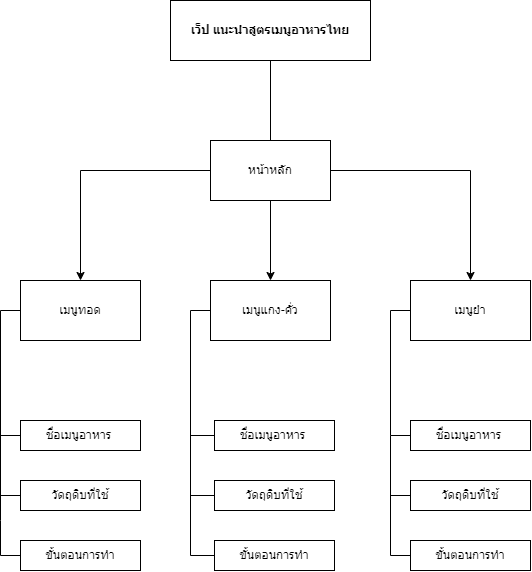 เว็ป แนะนำสูตรเมนูอาหารไทย
หน้าหลัก
เมนูทอด
เมนูแกง-คั่ว
เมนูยำ
ชื่อเมนูอาหาร
ชื่อเมนูอาหาร
ชื่อเมนูอาหาร
วัดฤดิบที่ใช้
วัดฤดิบที่ใช้
วัดฤดิบที่ใช้
ขั้นตอนการทำ
ขั้นตอนการทำ
ขั้นตอนการทำ